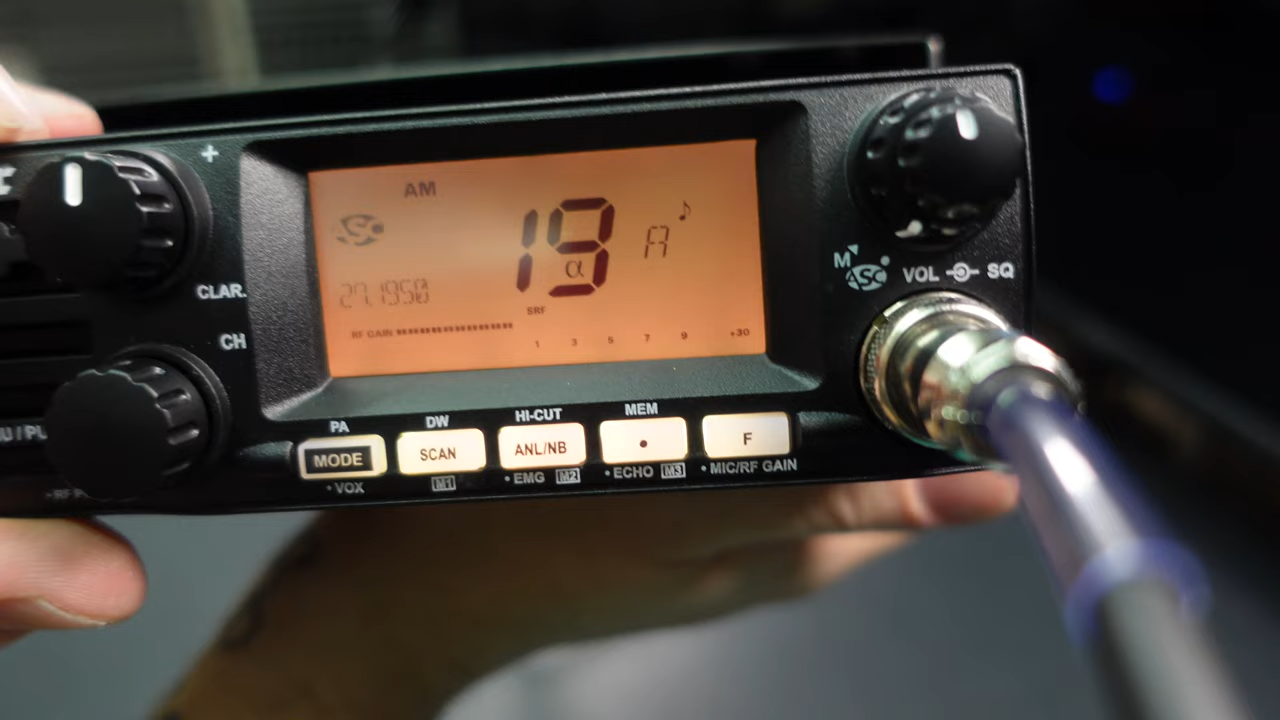 +
AM
ASC
19
α
A
♪
27.1950
SRF
RF GAIN
1 3 5 7 9 +30
CLAR.
CH
M
ASC
VOL SQ
PA DW HI-CUT MEM
MODE SCAN ANL/NB • F
• VOX M1 • EMG M2 • ECHO M3 • MIC/RF GAIN